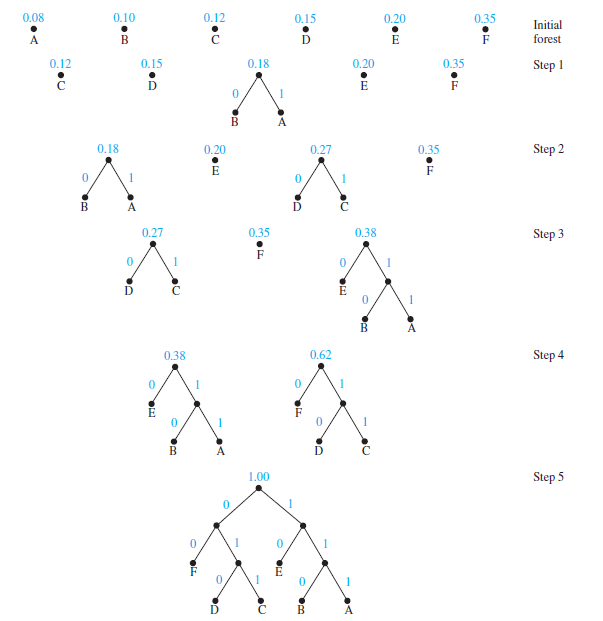 0.08 0.10 0.12 0.15 0.20 0.35 Initial
A B C D E F forest
0.12 0.15 0.18 0.20 0.35 Step 1
C D E F
0 1
B A
0.18 0.20 0.27 0.35 Step 2
E F
0 1 0 1
B A D C
0.27 0.35 0.38 Step 3
F
0 1 0 1
D C E
0 1
B A
0.38 0.62 Step 4
0 1 0 1
E F
0 1 0 1
B A D C
1.00 Step 5
0 1
0 1 0 1
F E
0 1 0 1
D C B A